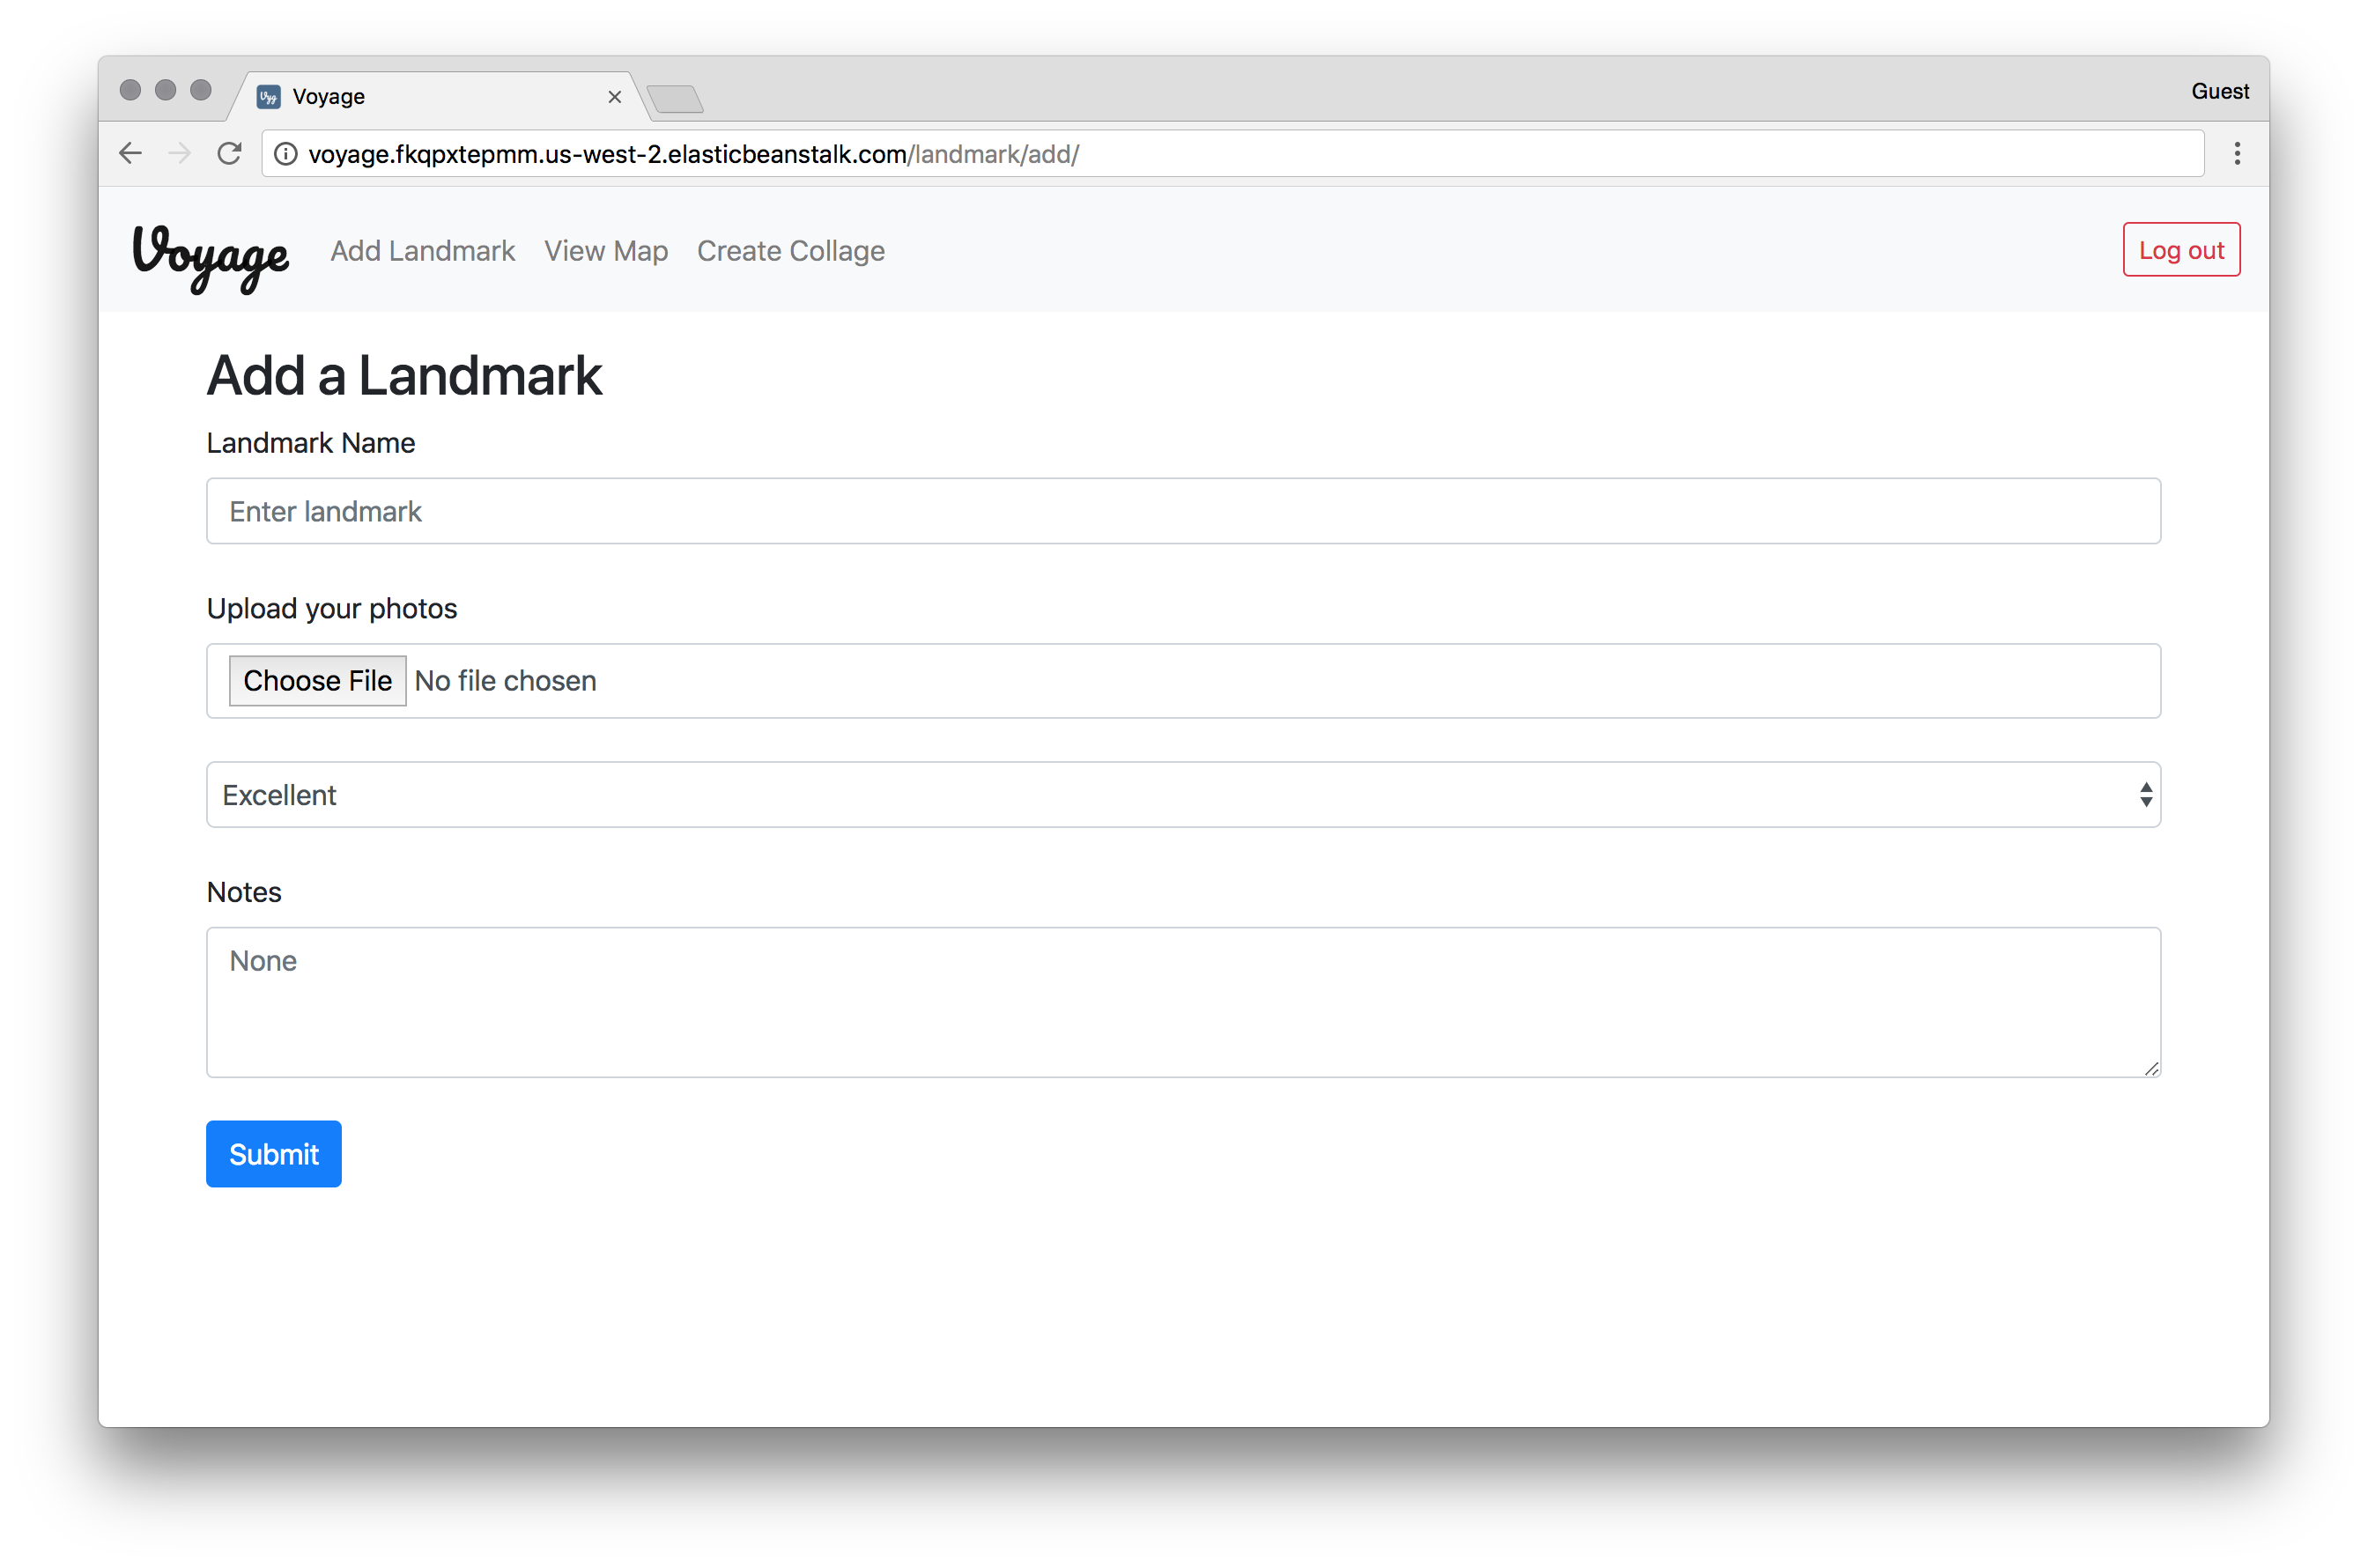 Vyg Voyage
Guest
voyage.fkqpxtepmm.us-west-2.elasticbeanstalk.com/landmark/add/
Voyage Add Landmark View Map Create Collage Log out
Add a Landmark
Landmark Name
Enter landmark
Upload your photos
Choose File No file chosen
Excellent
Notes
None
Submit